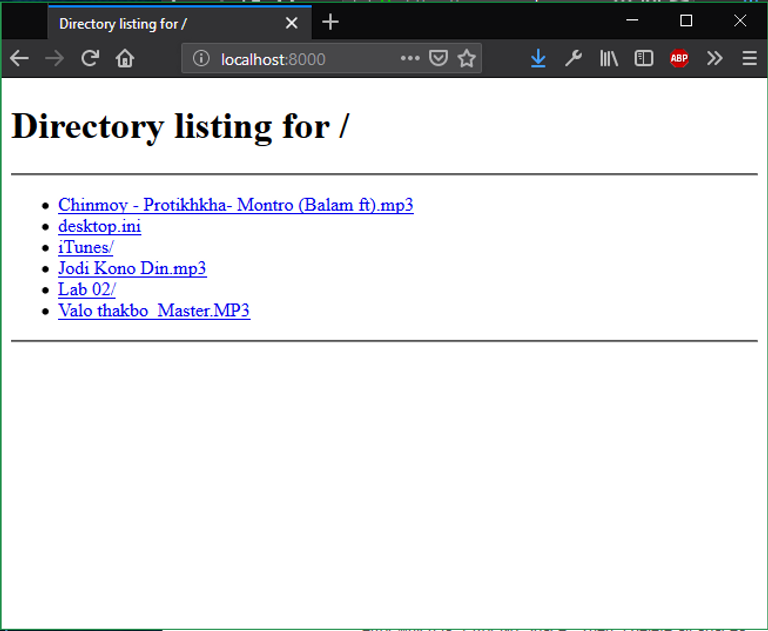 Directory listing for /
localhost:8000
ABP
Directory listing for /
Chinmoy - Protikhkha- Montro (Balam ft).mp3
desktop.ini
iTunes/
Jodi Kono Din.mp3
Lab 02/
Valo thakbo_Master.MP3